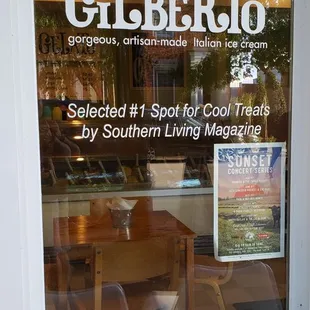 GiLBERTO
gorgeous, artisan-made Italian ice cream
Selected #1 Spot for Cool Treats
by Southern Living Magazine
SUNSET
CONCERT SERIES